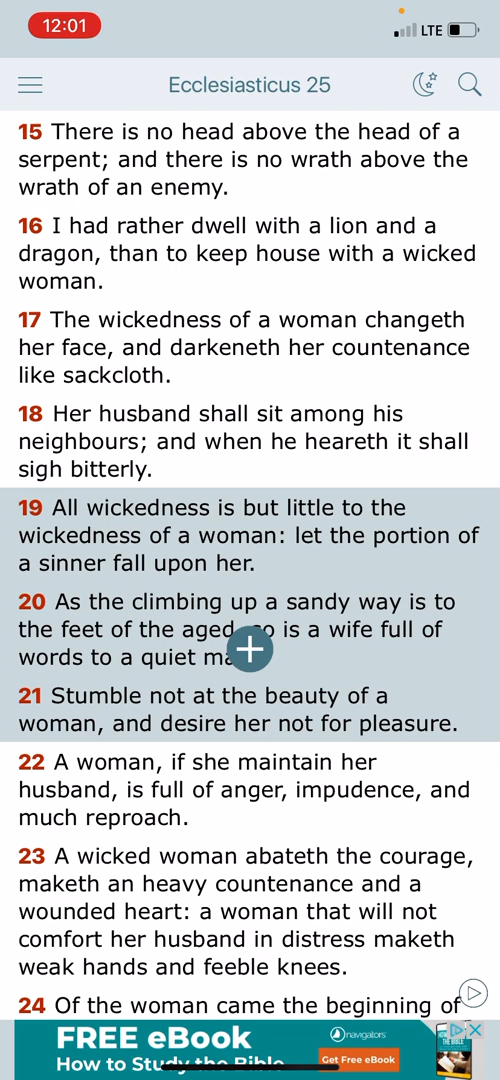 12:01
LTE
Ecclesiasticus 25
15 There is no head above the head of a
serpent; and there is no wrath above the
wrath of an enemy.
16 I had rather dwell with a lion and a
dragon, than to keep house with a wicked
woman.
17 The wickedness of a woman changeth
her face, and darkeneth her countenance
like sackcloth.
18 Her husband shall sit among his
neighbours; and when he heareth it shall
sigh bitterly.
19 All wickedness is but little to the
wickedness of a woman: let the portion of
a sinner fall upon her.
20 As the climbing up a sandy way is to
the feet of the aged, so is a wife full of
words to a quiet
21 Stumble not at the beauty of a
woman, and desire her not for pleasure.
22 A woman, if she maintain her
husband, is full of anger, impudence, and
much reproach.
23 A wicked woman abateth the courage,
maketh an heavy countenance and a
wounded heart: a woman that will not
comfort her husband in distress maketh
weak hands and feeble knees.
24 Of the woman came the beginning of
FREE eBook
How to Study the Bible
navigators
Get Free eBook
THE BIBLE